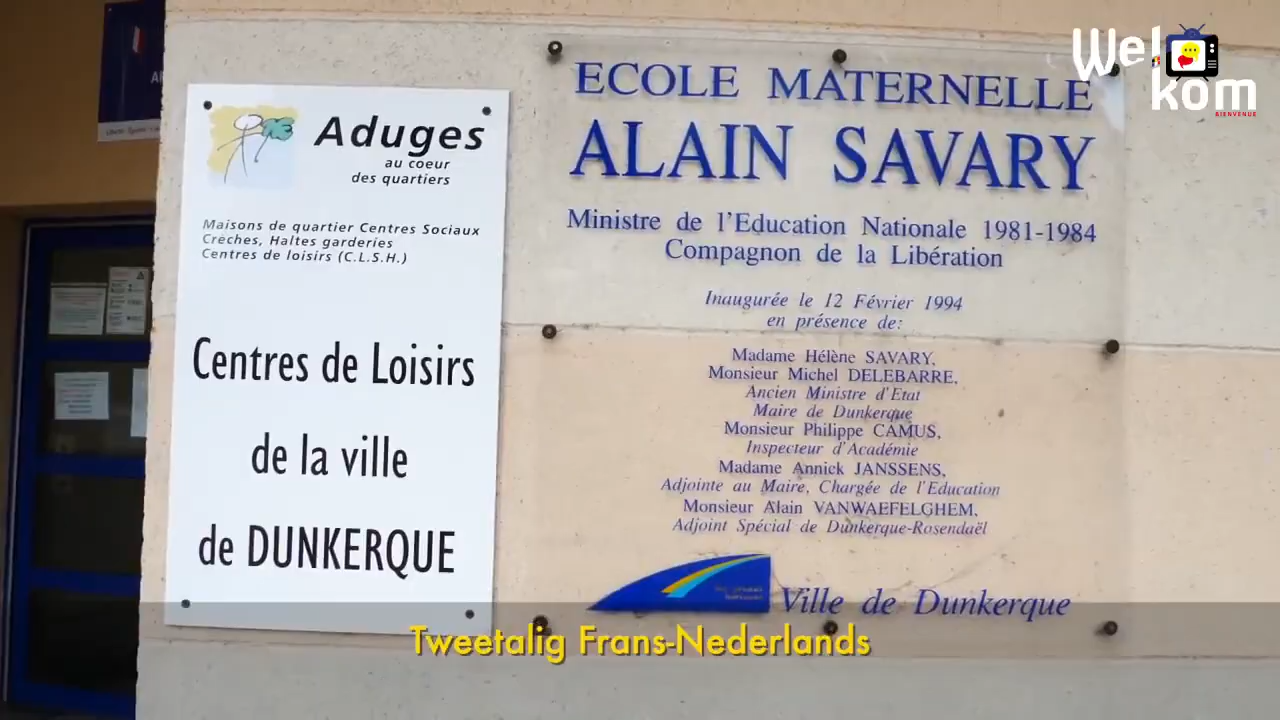 Aduges
au coeur
des quartiers
Maisons de quartier Centres Sociaux
Crèches, Haltes garderies
Centres de loisirs (C.L.S.H.)
Centres de Loisirs
de la ville
de DUNKERQUE
ECOLE MATERNELLE
ALAIN SAVARY
Ministre de l'Education Nationale 1981-1984
Compagnon de la Libération
Inaugurée le 12 Février 1994
en présence de:
Madame Hélène SAVARY,
Monsieur Michel DELEBARRE,
Ancien Ministre d'Etat
Maire de Dunkerque
Monsieur Philippe CAMUS,
Inspecteur d'Académie
Madame Annick JANSSENS,
Adjointe au Maire, Chargée de l'Education
Monsieur Alain VANWAEFELGHEM,
Adjoint Spécial de Dunkerque-Rosendaël
Ville de Dunkerque
Wel
kom
BIENVENUE
Tweetalig Frans-Nederlands